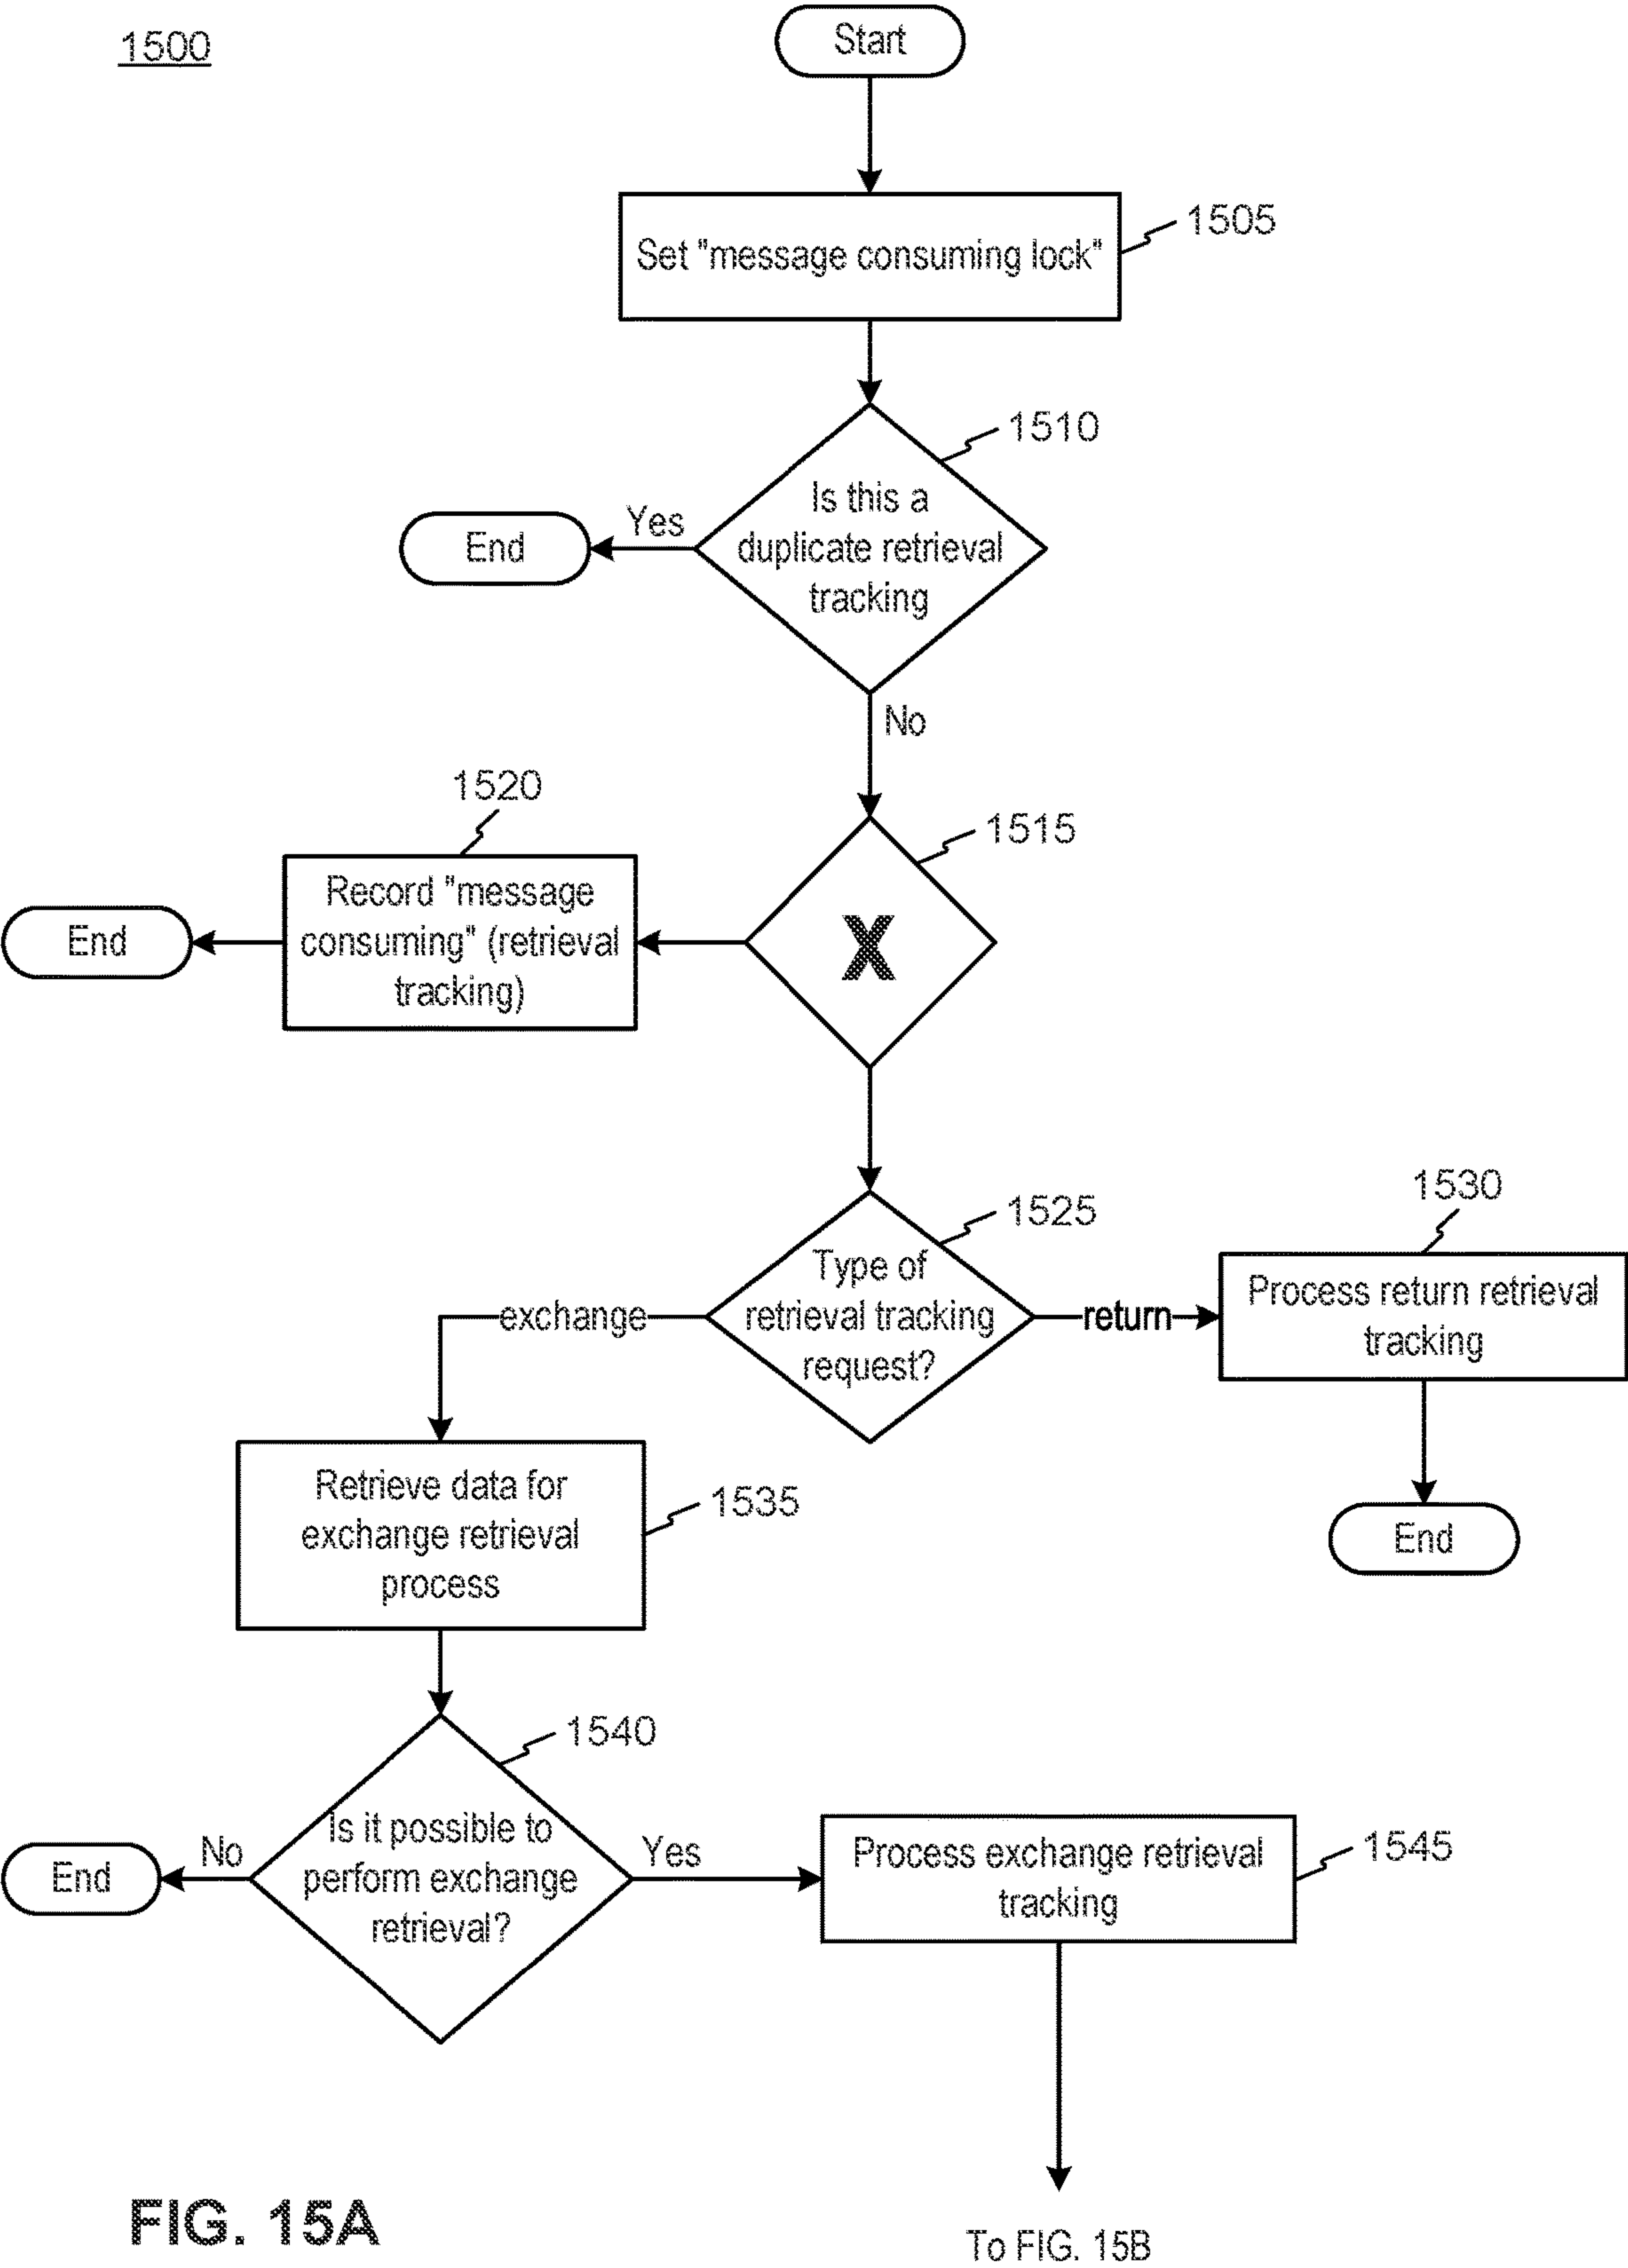 1500
Start
Set "message consuming lock"
1505
1510
Is this a
duplicate retrieval
tracking
Yes
End
No
1520
1515
Record "message
consuming" (retrieval
tracking)
End
X
1525
1530
Type of
retrieval tracking
request?
exchange
return
Process return retrieval
tracking
End
Retrieve data for
exchange retrieval
process
1535
1540
Is it possible to
perform exchange
retrieval?
No
End
Yes
Process exchange retrieval
tracking
1545
FIG. 15A
To FIG. 15B